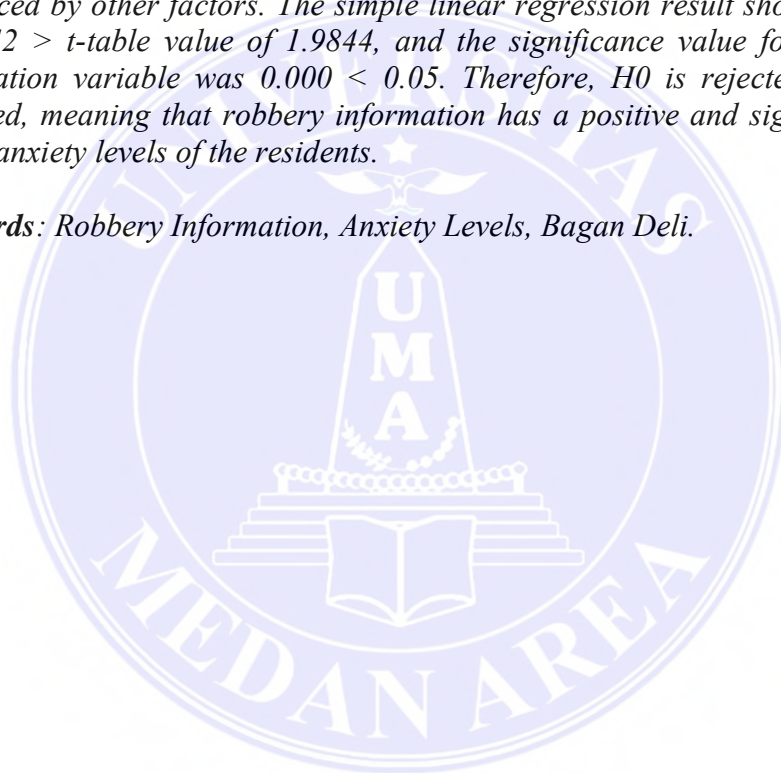 ced by other factors. The simple linear regression result sho
2 > t-table value of 1.9844, and the significance value fo
ation variable was 0.000 < 0.05. Therefore, H0 is rejecte
ed, meaning that robbery information has a positive and sig
anxiety levels of the residents.
rds: Robbery Information, Anxiety Levels, Bagan Deli.
UNIVERSITAS
U
M
A
MEDAN AREA